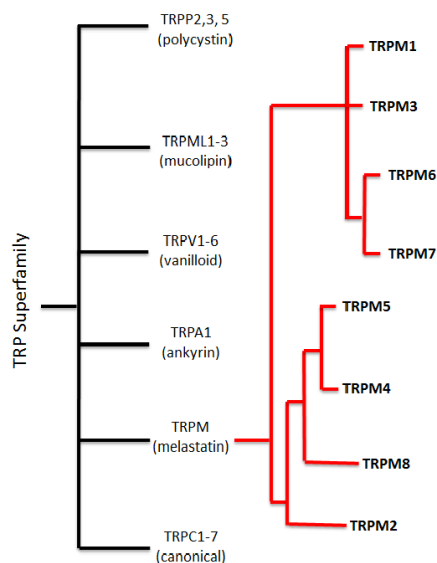 TRP Superfamily
TRPP2,3, 5
(polycystin)
TRPML1-3
(mucolipin)
TRPV1-6
(vanilloid)
TRPA1
(ankyrin)
TRPM
(melastatin)
TRPC1-7
(canonical)
TRPM1
TRPM3
TRPM6
TRPM7
TRPM5
TRPM4
TRPM8
TRPM2